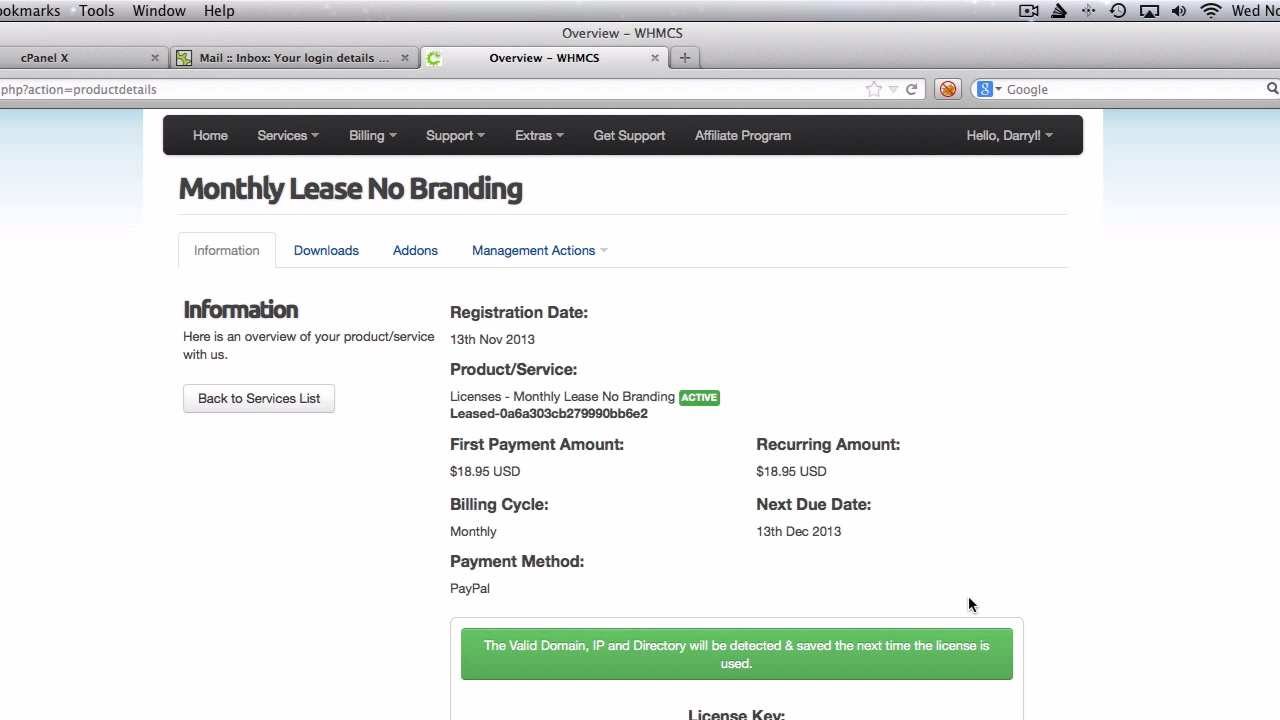 ookmarks Tools Window Help Wed No
Overview – WHMCS
cPanel X
Mail :: Inbox: Your login details ...
Overview – WHMCS
php?action=productdetails
Google
Home Services Billing Support Extras Get Support Affiliate Program Hello, Darryl!
Monthly Lease No Branding
Information Downloads Addons Management Actions
Information
Here is an overview of your product/service
with us.
Back to Services List
Registration Date:
13th Nov 2013
Product/Service:
Licenses - Monthly Lease No Branding ACTIVE
Leased-0a6a303cb279990bb6e2
First Payment Amount: Recurring Amount:
$18.95 USD $18.95 USD
Billing Cycle: Next Due Date:
Monthly 13th Dec 2013
Payment Method:
PayPal
The Valid Domain, IP and Directory will be detected & saved the next time the license is
used.
License Key: